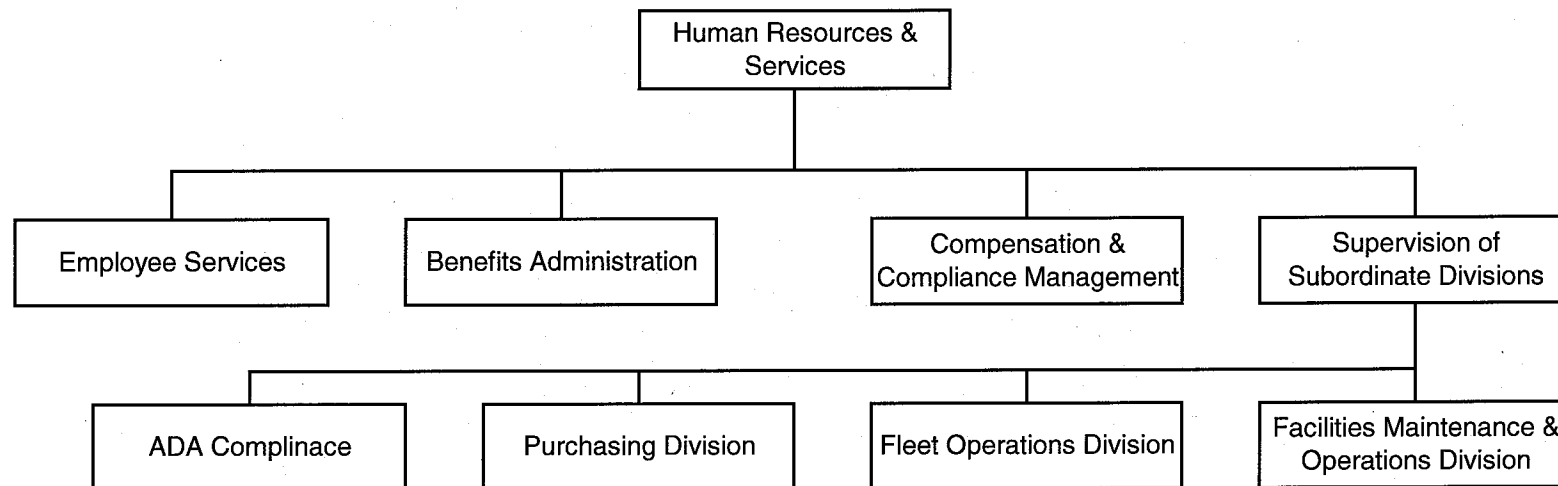 Human Resources &
Services
Employee Services
Benefits Administration
Compensation &
Compliance Management
Supervision of
Subordinate Divisions
ADA Complinace
Purchasing Division
Fleet Operations Division
Facilities Maintenance &
Operations Division